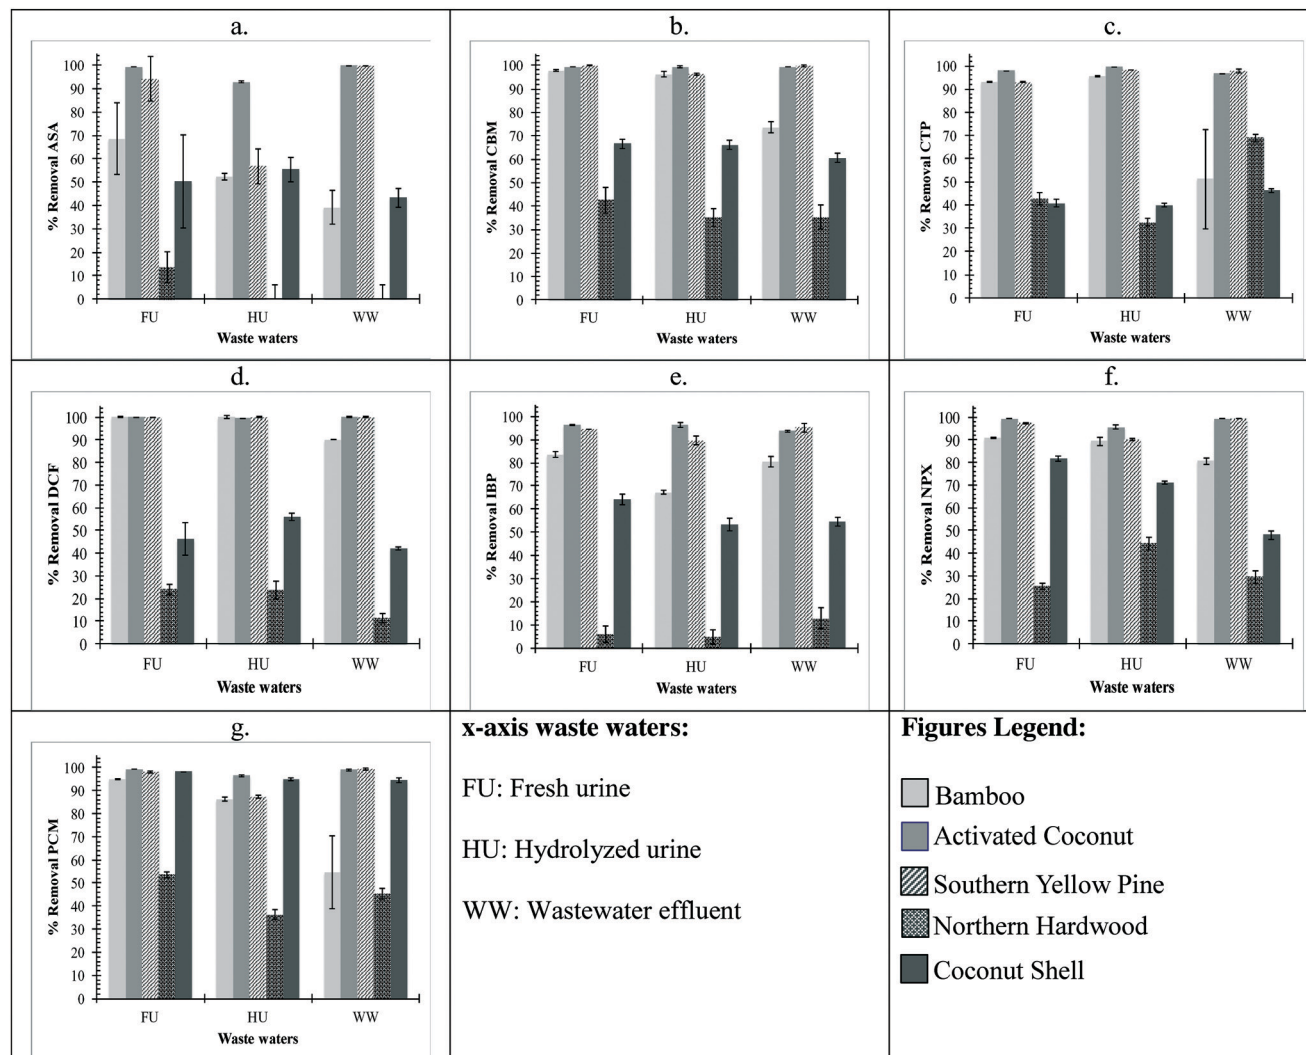 a.
% Removal ASA
100
90
80
70
60
50
40
30
20
10
0
FU HU WW
Waste waters
b.
% Removal CBM
100
90
80
70
60
50
40
30
20
10
0
FU HU WW
Waste waters
c.
% Removal CTP
100
90
80
70
60
50
40
30
20
10
0
FU HU WW
Waste waters
d.
% Removal DCF
100
90
80
70
60
50
40
30
20
10
0
FU HU WW
Waste waters
e.
% Removal IBP
100
90
80
70
60
50
40
30
20
10
0
FU HU WW
Waste waters
f.
% Removal NPX
100
90
80
70
60
50
40
30
20
10
0
FU HU WW
Waste waters
g.
% Removal PCM
100
90
80
70
60
50
40
30
20
10
0
FU HU WW
Waste waters
x-axis waste waters:
FU: Fresh urine
HU: Hydrolyzed urine
WW: Wastewater effluent
Figures Legend:
Bamboo
Activated Coconut
Southern Yellow Pine
Northern Hardwood
Coconut Shell